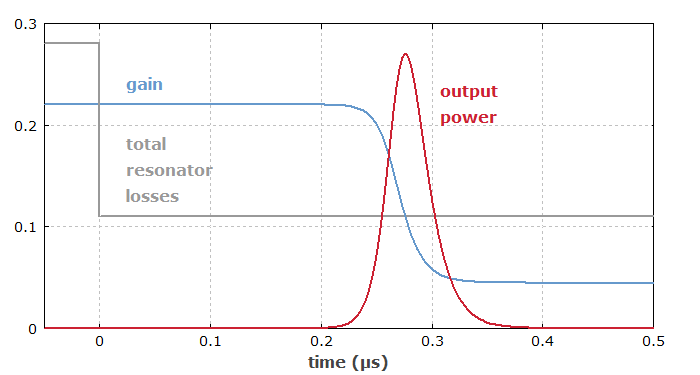 0.3
0.2
0.1
0
gain
total
resonator
losses
output
power
0 0.1 0.2 0.3 0.4 0.5
time (µs)